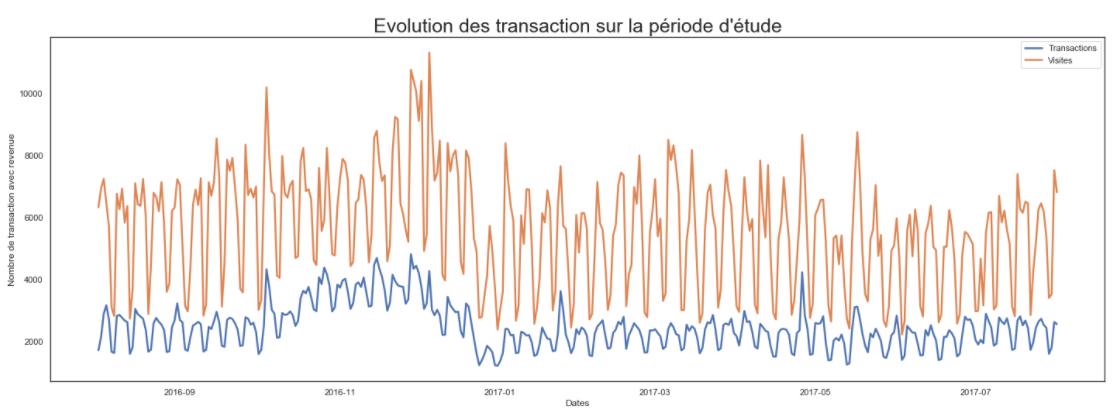 Evolution des transaction sur la période d'étude
Transactions
Visites
Nombre de transaction avec revenue
10000
8000
6000
4000
2000
2016-09
2016-11
2017-01
2017-03
2017-05
2017-07
Dates